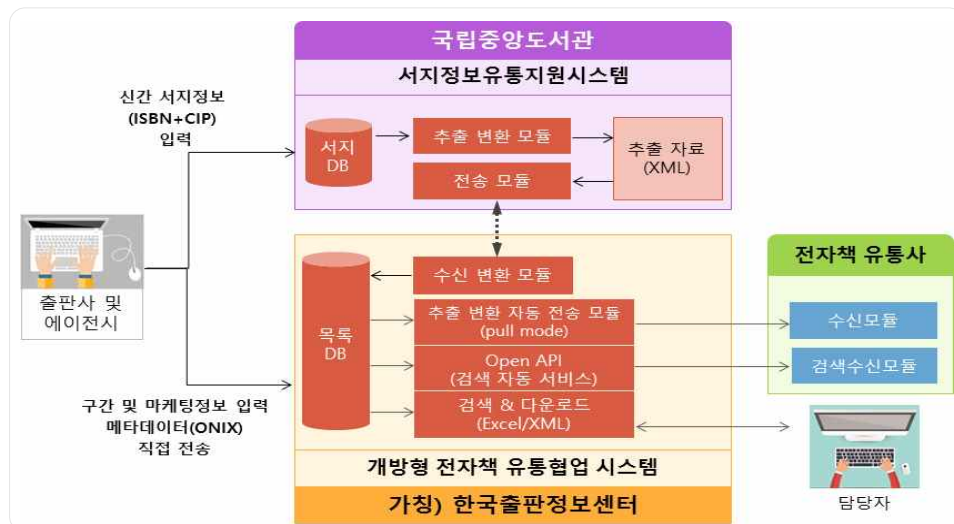 국립중앙도서관
서지정보유통지원시스템
신간 서지정보
(ISBN+CIP)
입력
서지
DB
추출 변환 모듈
전송 모듈
추출 자료
(XML)
출판사 및
에이전시
구간 및 마케팅정보 입력
메타데이터(ONIX)
직접 전송
목록
DB
수신 변환 모듈
추출 변환 자동 전송 모듈
(pull mode)
Open API
(검색 자동 서비스)
검색 & 다운로드
(Excel/XML)
개방형 전자책 유통협업 시스템
가칭) 한국출판정보센터
전자책 유통사
수신모듈
검색수신모듈
담당자